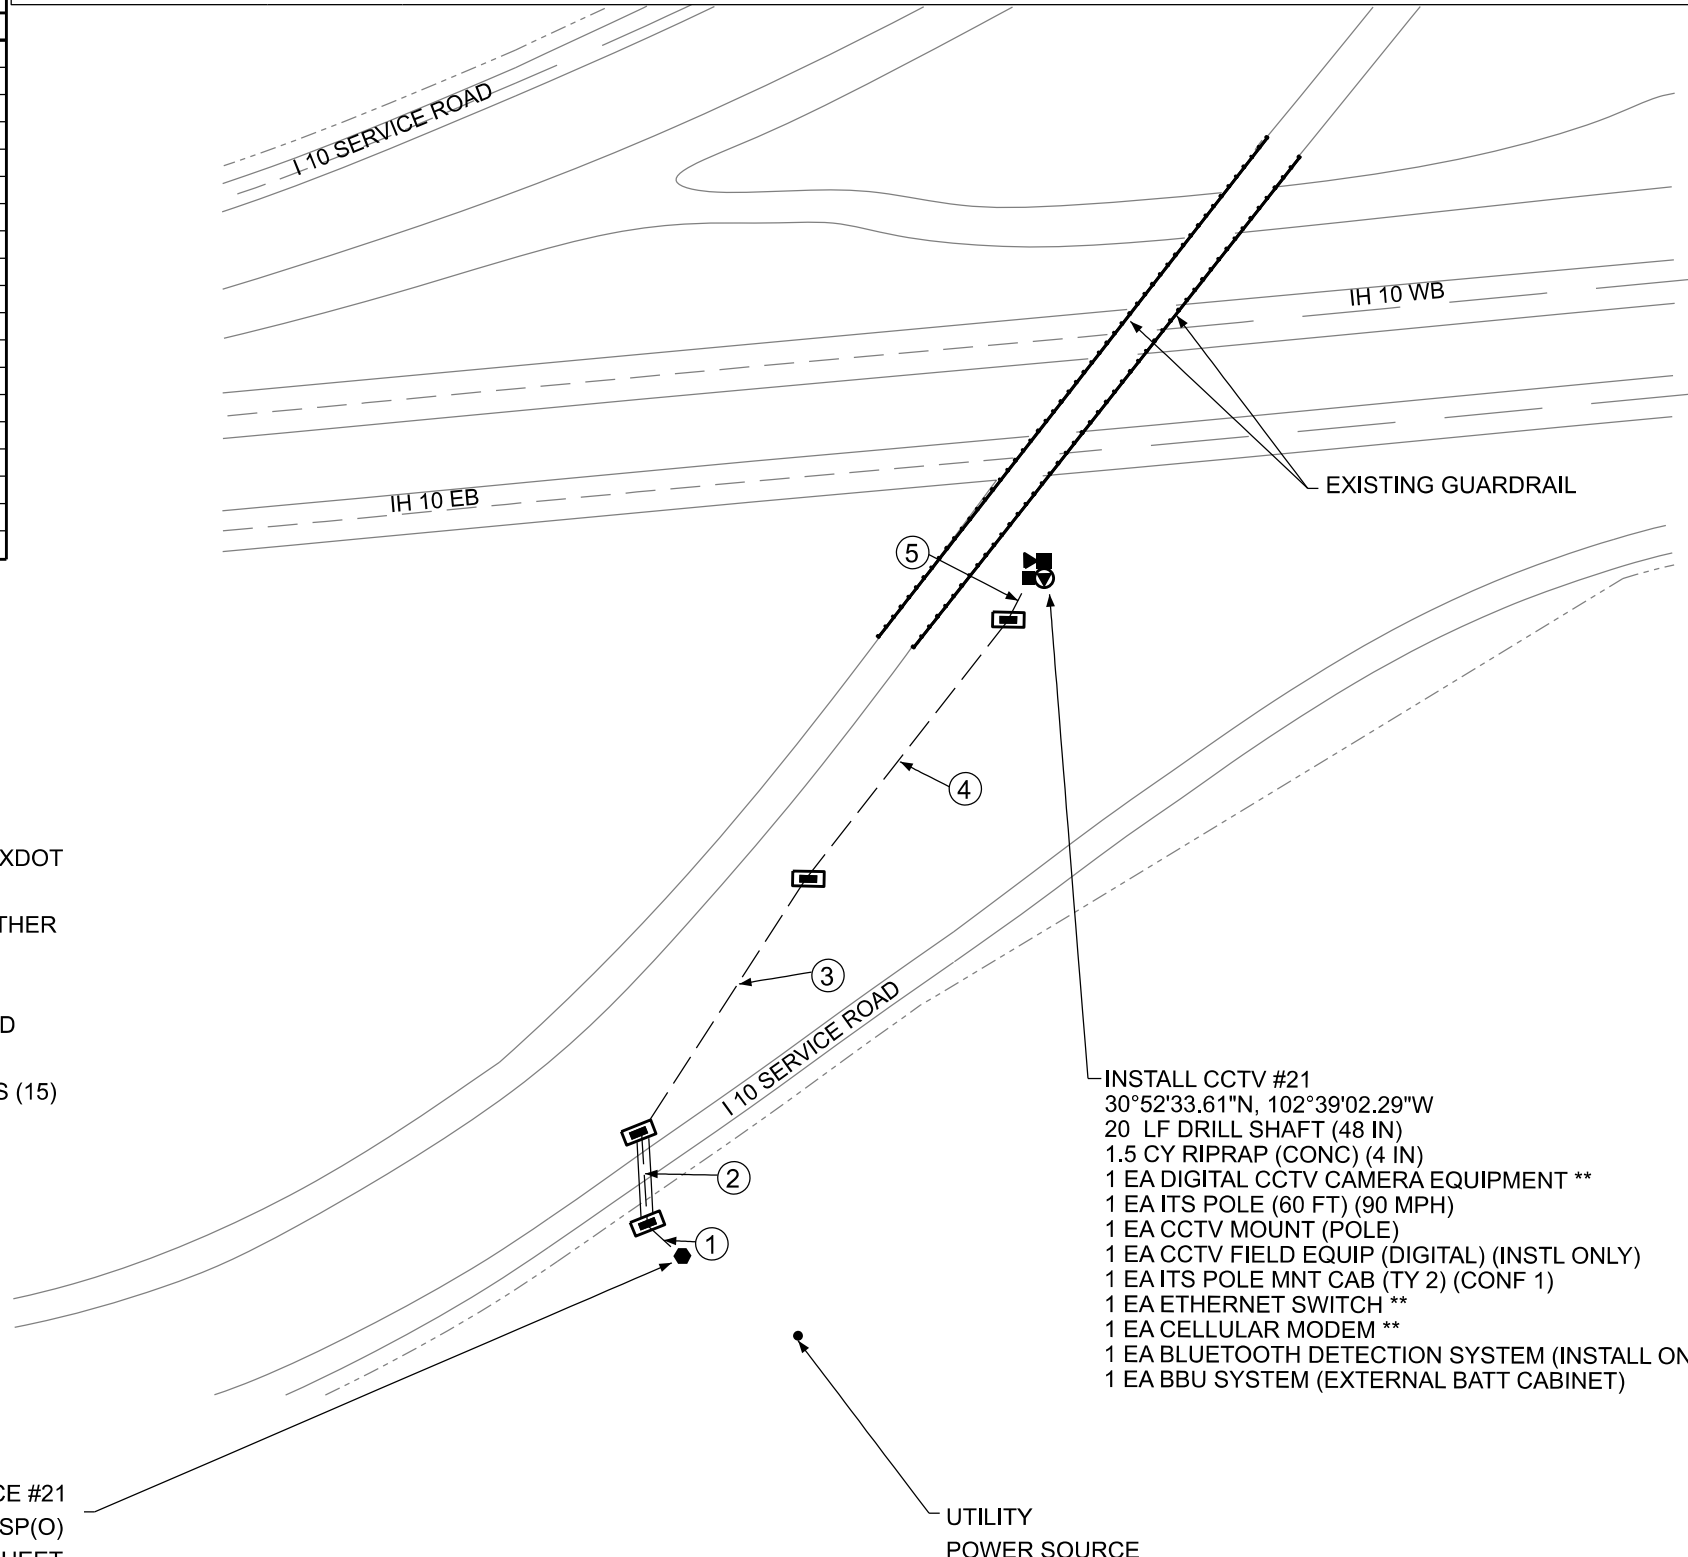 I 10 SERVICE ROAD
IH 10 WB
EXISTING GUARDRAIL
IH 10 EB
5
4
XDOT
THER
3
D
I 10 SERVICE ROAD
S (15)
INSTALL CCTV #21
30°52'33.61"N, 102°39'02.29"W
20 LF DRILL SHAFT (48 IN)
1.5 CY RIPRAP (CONC) (4 IN)
1 EA DIGITAL CCTV CAMERA EQUIPMENT **
1 EA ITS POLE (60 FT) (90 MPH)
1 EA CCTV MOUNT (POLE)
1 EA CCTV FIELD EQUIP (DIGITAL) (INSTL ONLY)
1 EA ITS POLE MNT CAB (TY 2) (CONF 1)
1 EA ETHERNET SWITCH **
1 EA CELLULAR MODEM **
1 EA BLUETOOTH DETECTION SYSTEM (INSTALL ON
1 EA BBU SYSTEM (EXTERNAL BATT CABINET)
2
1
CE #21
SP(O)
HEET
UTILITY
POWER SOURCE